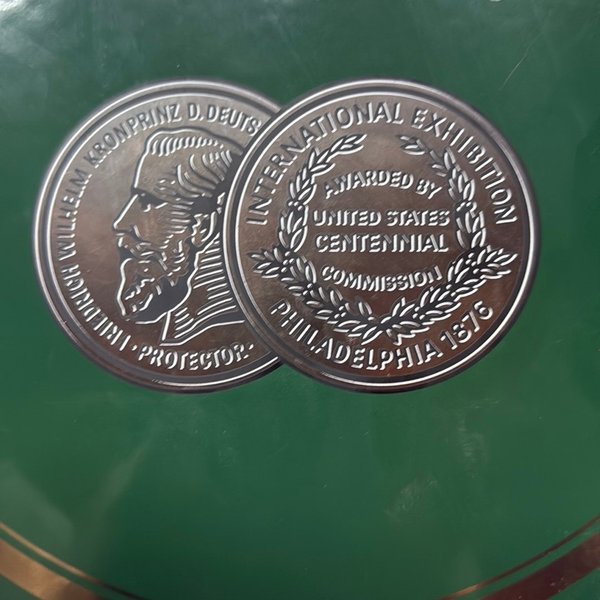 FRIEDRICH WILHELM KRONPRINZ D. DEUTS
· PROTECTOR ·
INTERNATIONAL EXHIBITION
AWARDED BY
UNITED STATES
CENTENNIAL
COMMISSION
PHILADELPHIA 1876